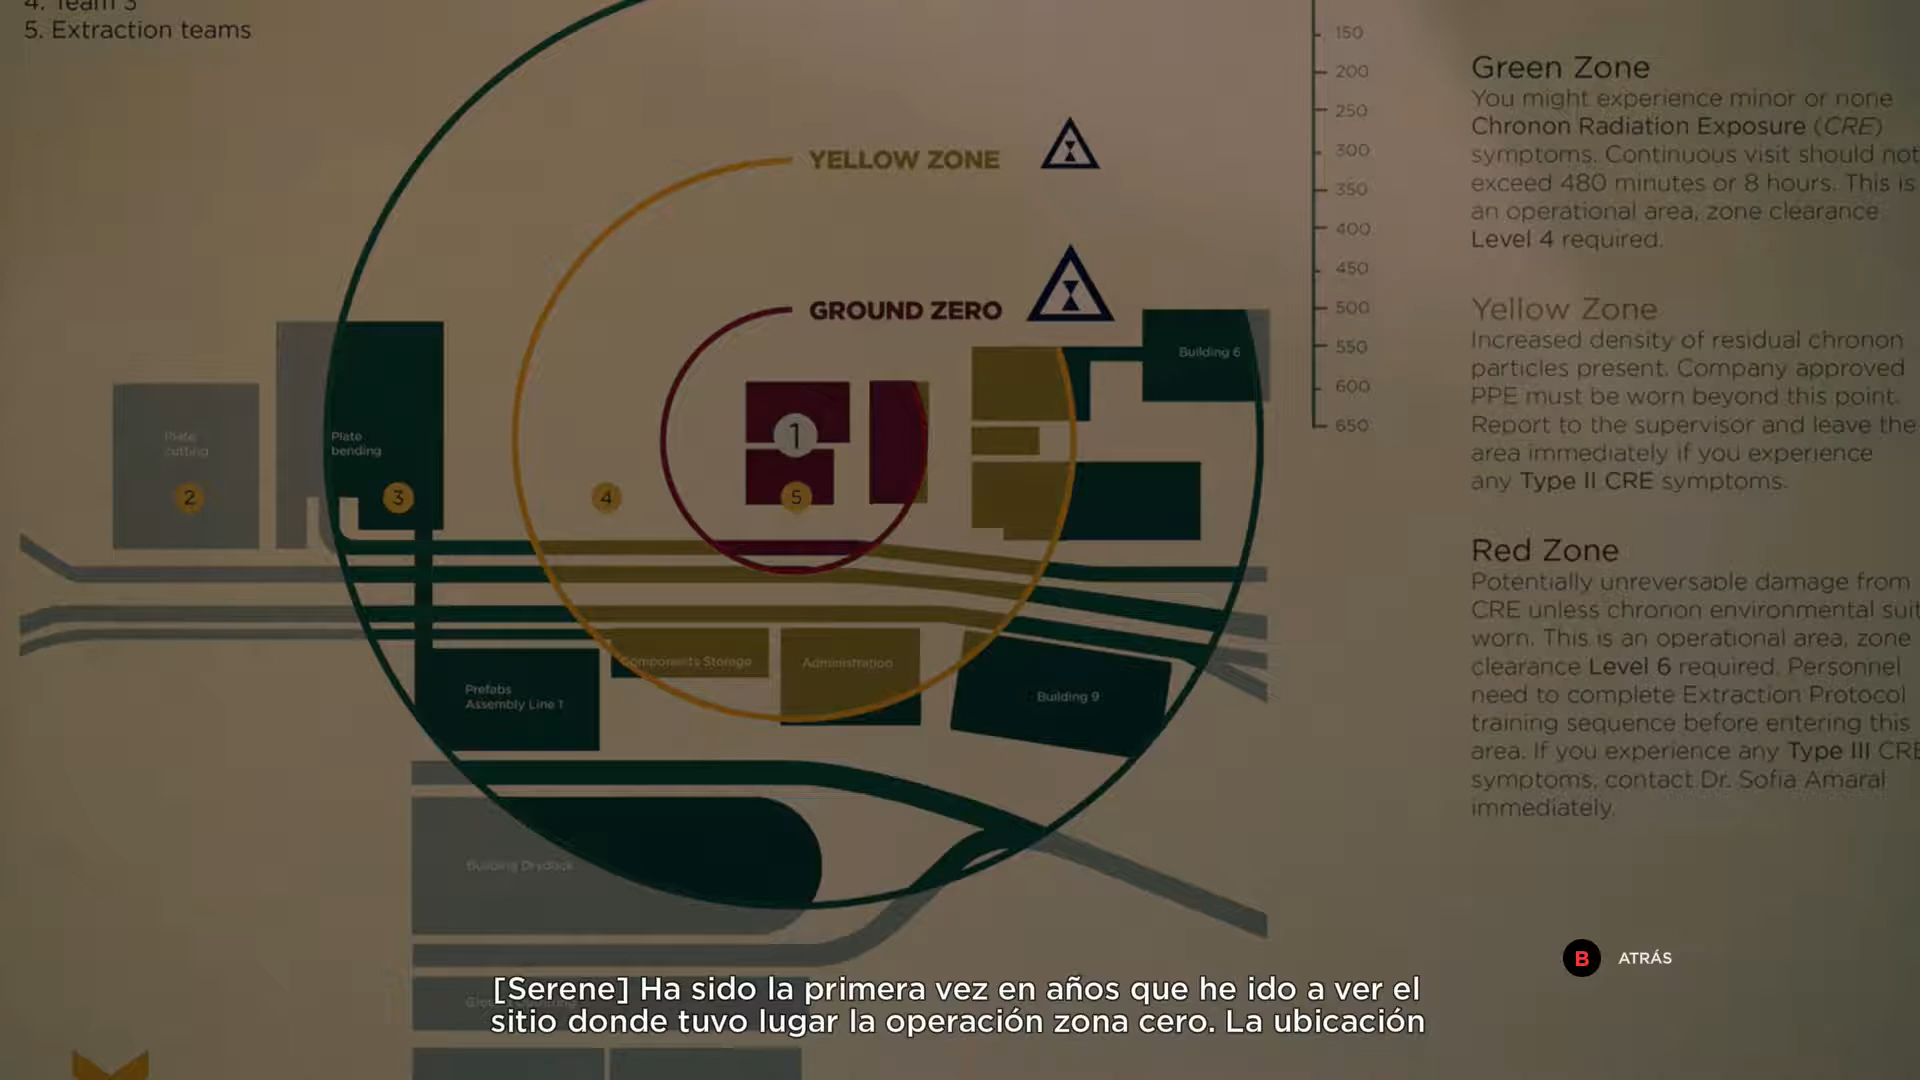 4. Team 3
5. Extraction teams
150
200
250
300
350
400
450
500
550
600
650
YELLOW ZONE
GROUND ZERO
Building 6
1
Plate
cutting
2
Plate
bending
3
4
5
Components Storage
Administration
Prefabs
Assembly Line 1
Building 9
Building Drydock
Green Zone
You might experience minor or none
Chronon Radiation Exposure (CRE)
symptoms. Continuous visit should not
exceed 480 minutes or 8 hours. This is
an operational area, zone clearance
Level 4 required.
Yellow Zone
Increased density of residual chronon
particles present. Company approved
PPE must be worn beyond this point.
Report to the supervisor and leave the
area immediately if you experience
any Type II CRE symptoms.
Red Zone
Potentially unreversable damage from
CRE unless chronon environmental suit
worn. This is an operational area, zone
clearance Level 6 required. Personnel
need to complete Extraction Protocol
training sequence before entering this
area. If you experience any Type III CRE
symptoms, contact Dr. Sofia Amaral
immediately.
B ATRÁS
[Serene] Ha sido la primera vez en años que he ido a ver el
sitio donde tuvo lugar la operación zona cero. La ubicación